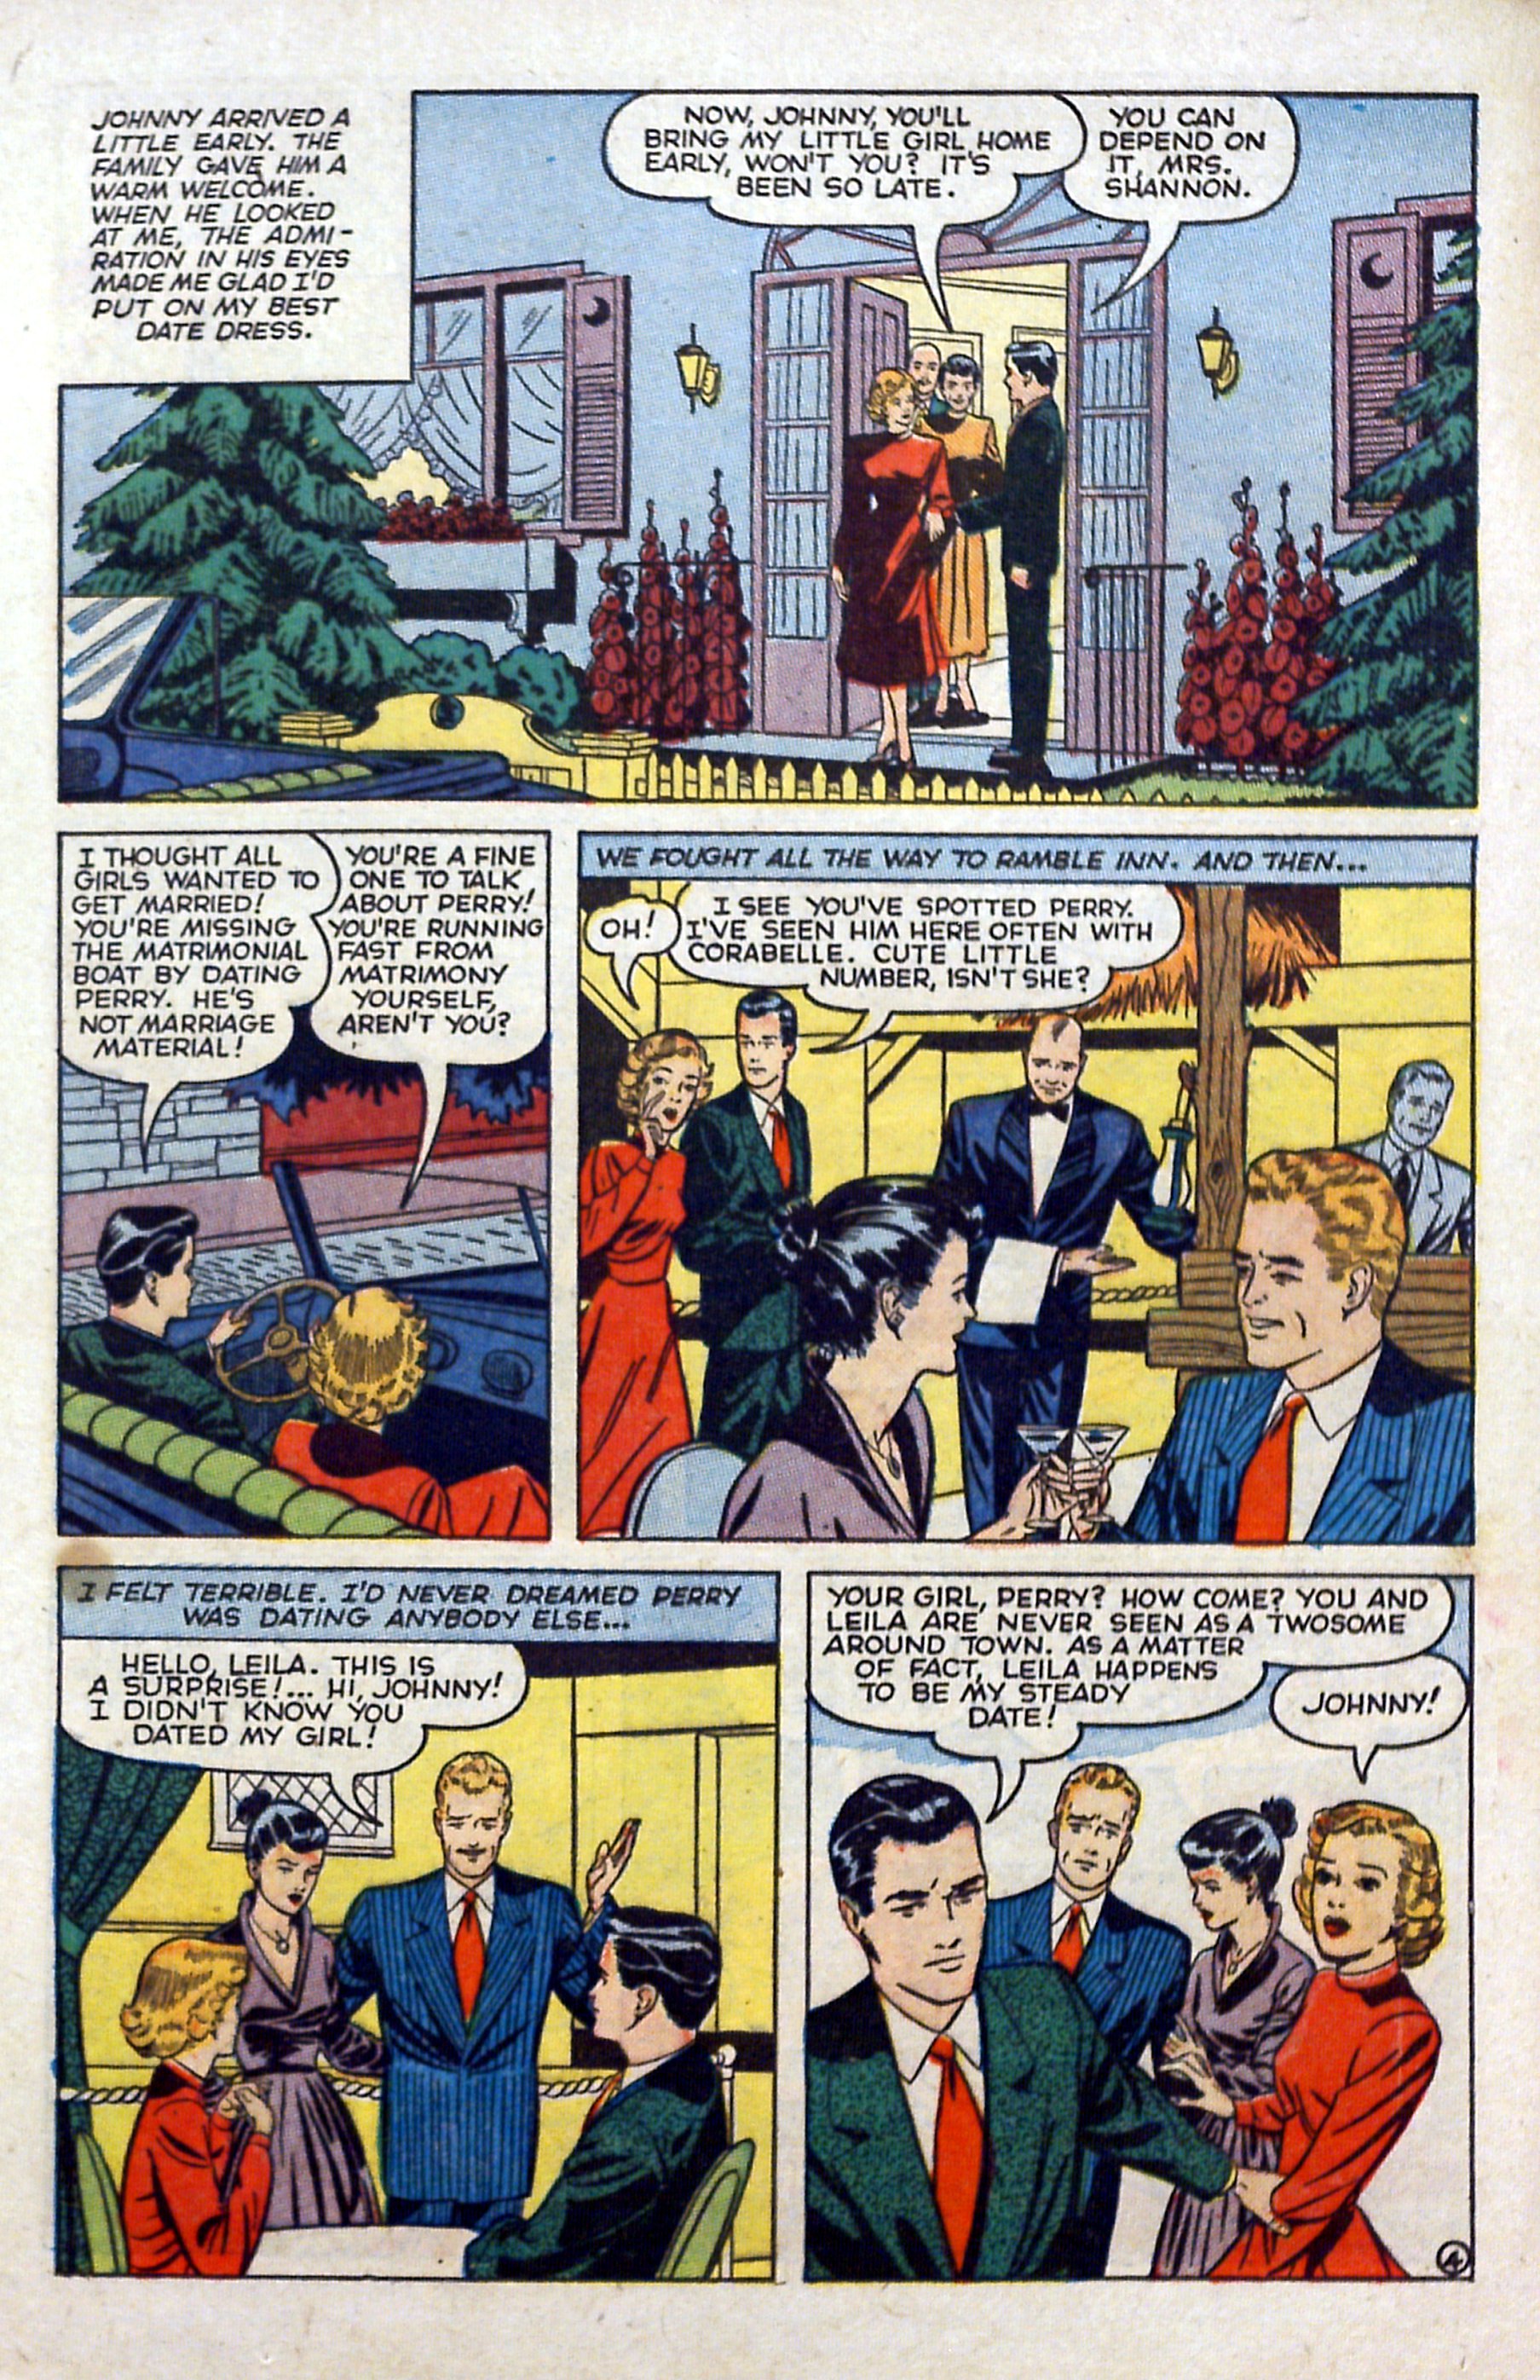 JOHNNY ARRIVED A
LITTLE EARLY. THE
FAMILY GAVE HIM A
WARM WELCOME.
WHEN HE LOOKED
AT ME, THE ADMI-
RATION IN HIS EYES
MADE ME GLAD I'D
PUT ON MY BEST
DATE DRESS.
NOW, JOHNNY, YOU'LL
BRING MY LITTLE GIRL HOME
EARLY, WON'T YOU? IT'S
BEEN SO LATE.
YOU CAN
DEPEND ON
IT, MRS.
SHANNON.
I THOUGHT ALL
GIRLS WANTED TO
GET MARRIED!
YOU'RE MISSING
THE MATRIMONIAL
BOAT BY DATING
PERRY. HE'S
NOT MARRIAGE
MATERIAL!
YOU'RE A FINE
ONE TO TALK
ABOUT PERRY!
YOU'RE RUNNING
FAST FROM
MATRIMONY
YOURSELF,
AREN'T YOU?
WE FOUGHT ALL THE WAY TO RAMBLE INN. AND THEN...
OH!
I SEE YOU'VE SPOTTED PERRY.
I'VE SEEN HIM HERE OFTEN WITH
CORABELLE. CUTE LITTLE
NUMBER, ISN'T SHE?
I FELT TERRIBLE. I'D NEVER DREAMED PERRY
WAS DATING ANYBODY ELSE...
HELLO, LEILA. THIS IS
A SURPRISE!... HI, JOHNNY!
I DIDN'T KNOW YOU
DATED MY GIRL!
YOUR GIRL, PERRY? HOW COME? YOU AND
LEILA ARE NEVER SEEN AS A TWOSOME
AROUND TOWN. AS A MATTER
OF FACT, LEILA HAPPENS
TO BE MY STEADY
DATE!
JOHNNY!
4